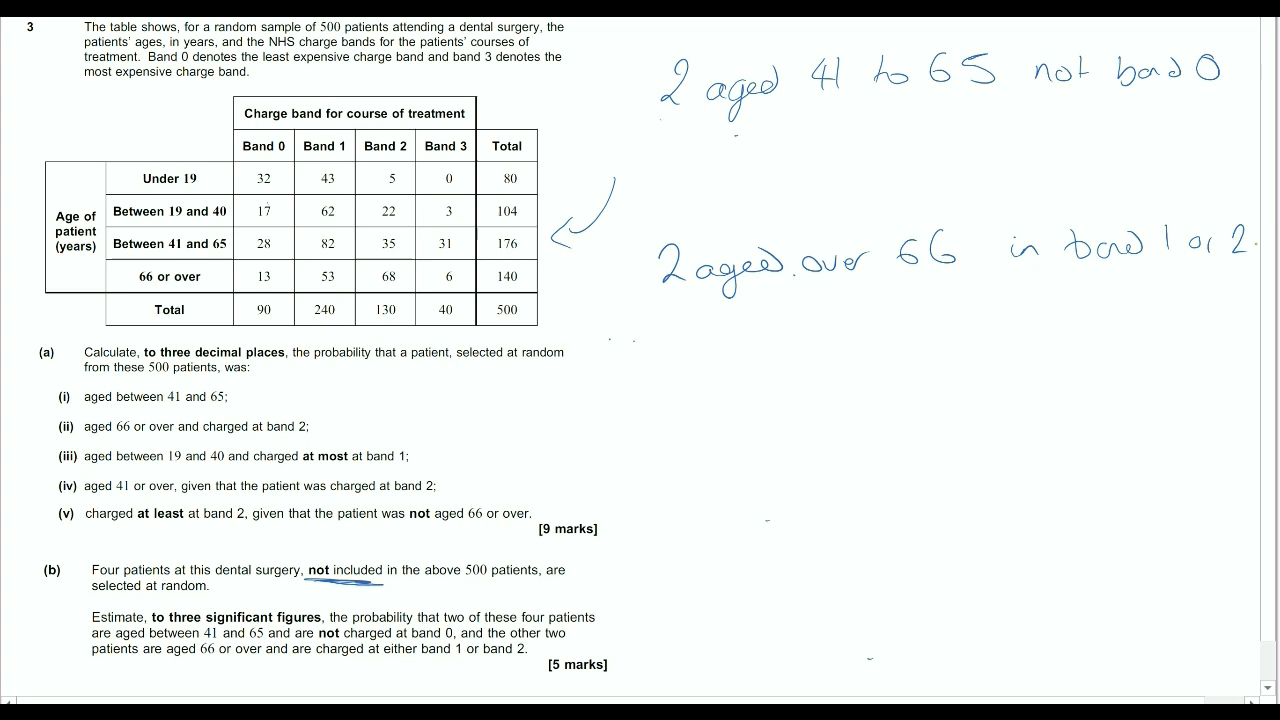 3 The table shows, for a random sample of 500 patients attending a dental surgery, the
patients' ages, in years, and the NHS charge bands for the patients' courses of
treatment. Band 0 denotes the least expensive charge band and band 3 denotes the
most expensive charge band.
Charge band for course of treatment
Band 0 Band 1 Band 2 Band 3 Total
Age of patient (years)
Under 19 32 43 5 0 80
Between 19 and 40 17 62 22 3 104
Between 41 and 65 28 82 35 31 176
66 or over 13 53 68 6 140
Total 90 240 130 40 500
(a) Calculate, to three decimal places, the probability that a patient, selected at random
from these 500 patients, was:
(i) aged between 41 and 65;
(ii) aged 66 or over and charged at band 2;
(iii) aged between 19 and 40 and charged at most at band 1;
(iv) aged 41 or over, given that the patient was charged at band 2;
(v) charged at least at band 2, given that the patient was not aged 66 or over.
[9 marks]
(b) Four patients at this dental surgery, not included in the above 500 patients, are
selected at random.
Estimate, to three significant figures, the probability that two of these four patients
are aged between 41 and 65 and are not charged at band 0, and the other two
patients are aged 66 or over and are charged at either band 1 or band 2.
[5 marks]
2 aged 41 to 65 not band 0
2 aged over 66 in band 1 or 2